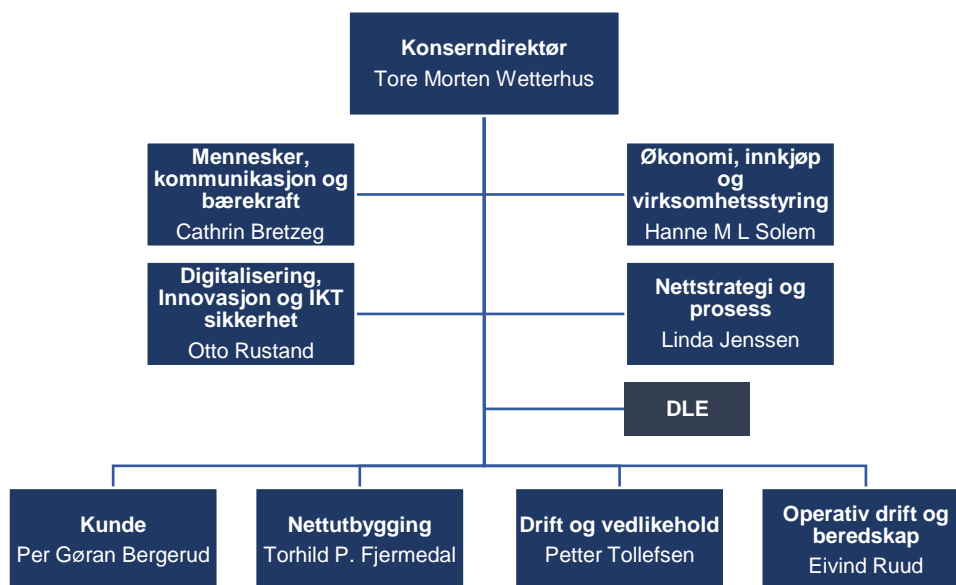 Konserndirektør
Tore Morten Wetterhus
Mennesker,
kommunikasjon og
bærekraft
Cathrin Bretzeg
Økonomi, innkjøp
og
virksomhetsstyring
Hanne M L Solem
Digitalisering,
Innovasjon og IKT
sikkerhet
Otto Rustand
Nettstrategi og
prosess
Linda Jenssen
DLE
Kunde
Per Gøran Bergerud
Nettutbygging
Torhild P. Fjermedal
Drift og vedlikehold
Petter Tollefsen
Operativ drift og
beredskap
Eivind Ruud